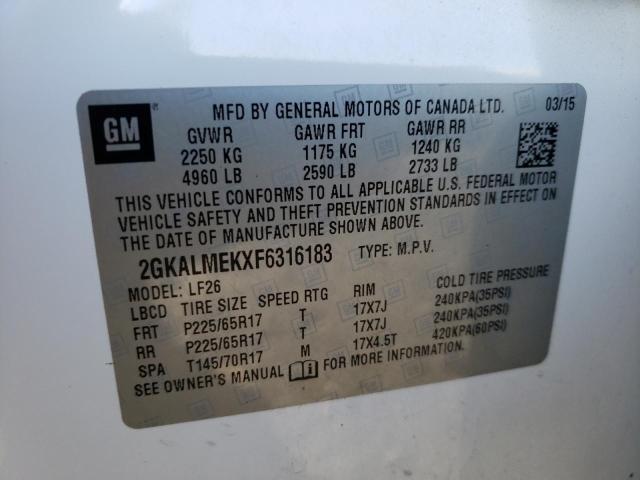 GM ®
MFD BY GENERAL MOTORS OF CANADA LTD. 03/15
GVWR GAWR FRT GAWR RR
2250 KG 1175 KG 1240 KG
4960 LB 2590 LB 2733 LB
THIS VEHICLE CONFORMS TO ALL APPLICABLE U.S. FEDERAL MOTOR
VEHICLE SAFETY AND THEFT PREVENTION STANDARDS IN EFFECT ON
THE DATE OF MANUFACTURE SHOWN ABOVE.
2GKALMEKXF6316183 TYPE: M.P.V.
MODEL: LF26
LBCD TIRE SIZE SPEED RTG RIM COLD TIRE PRESSURE
FRT P225/65R17 T 17X7J 240KPA(35PSI)
RR P225/65R17 T 17X7J 240KPA(35PSI)
SPA T145/70R17 M 17X4.5T 420KPA(60PSI)
SEE OWNER'S MANUAL FOR MORE INFORMATION.